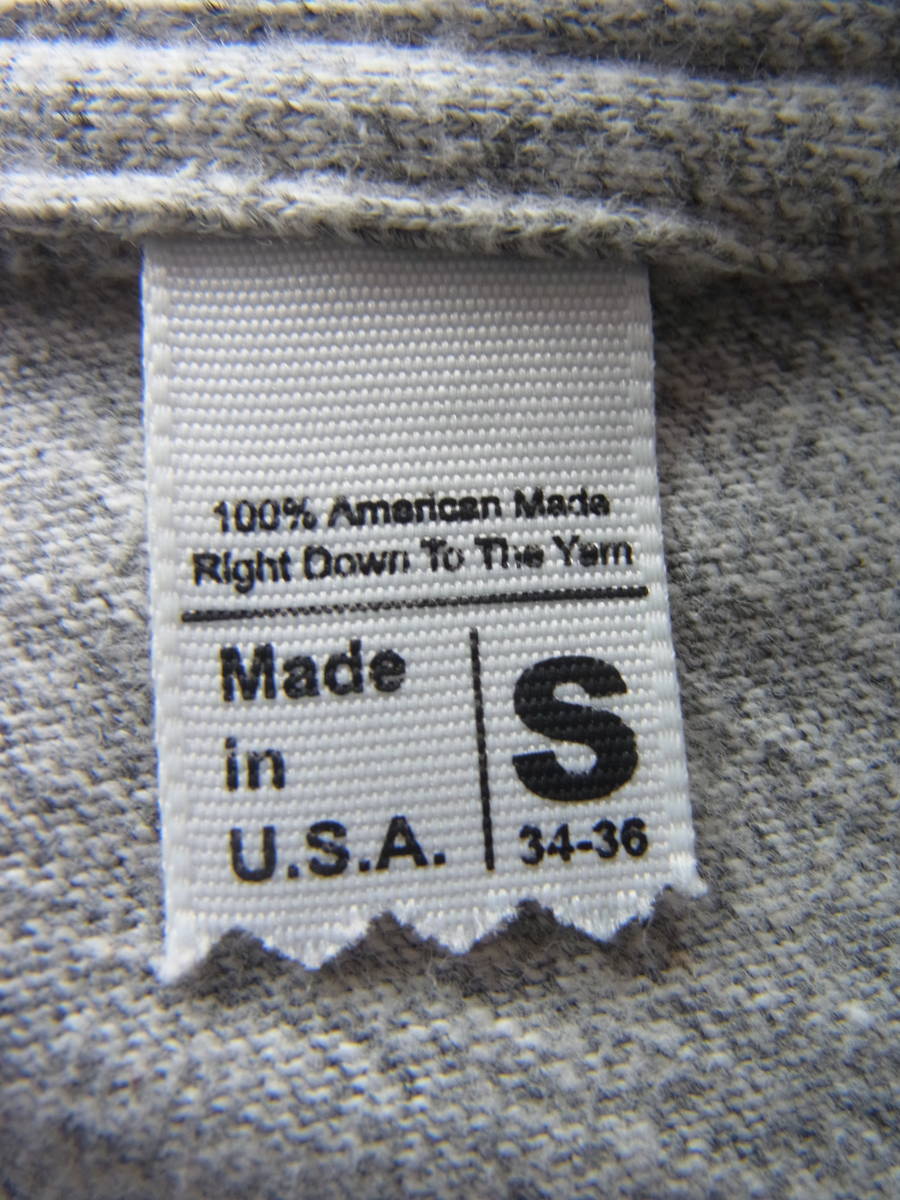 100% American Made
Right Down To The Yarn
Made
in
U.S.A.
S
34-36